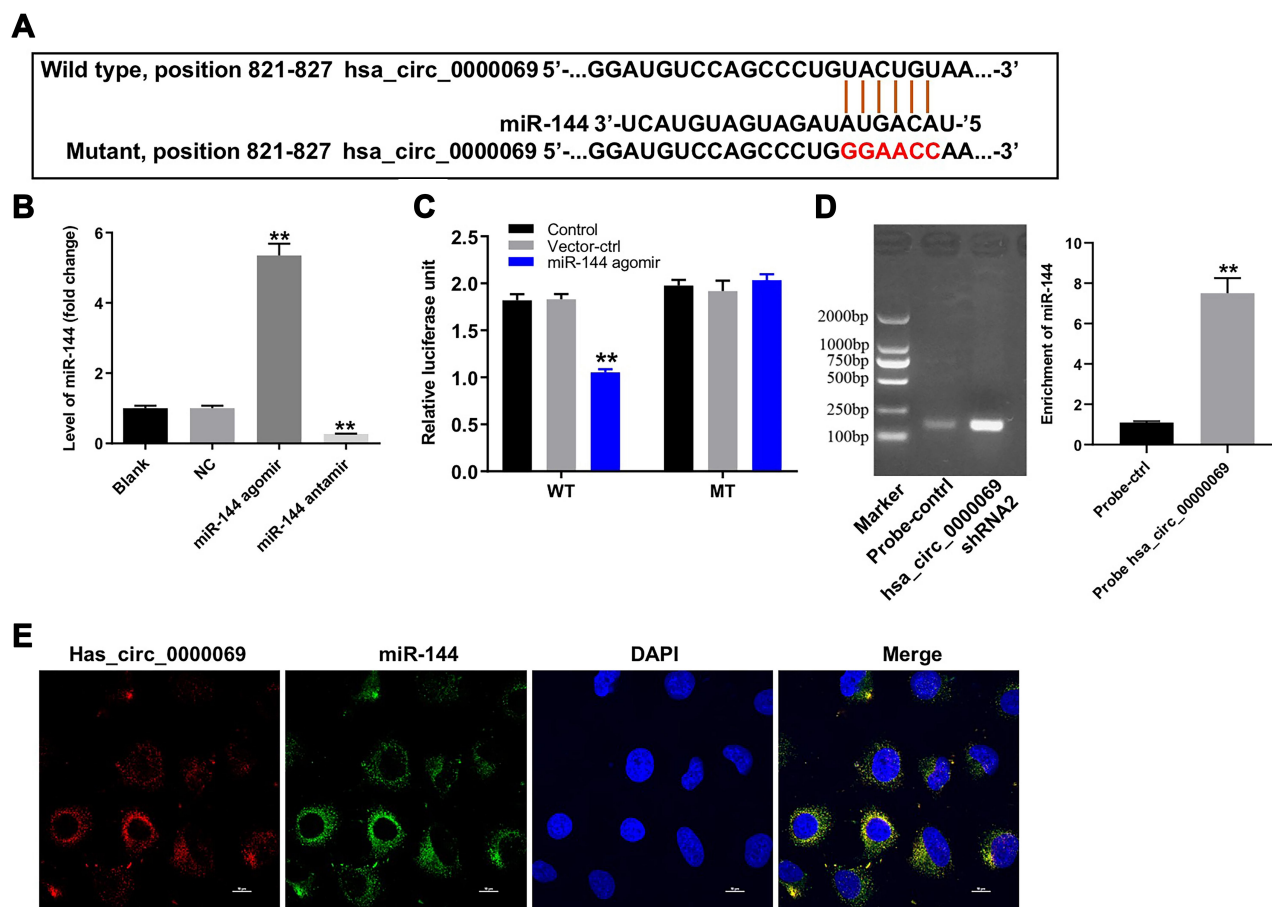 A
Wild type, position 821-827 hsa_circ_0000069 5’-...GGAUGUCCAGCCCUGUACUGUAA...-3’
miR-144 3’-UCAUGUAGUAGAUAUGACAU-’5
Mutant, position 821-827 hsa_circ_0000069 5’-...GGAUGUCCAGCCCUGGGAACCAA...-3’
B
Level of miR-144 (fold change)
6
4
2
0
**
**
Blank
NC
miR-144 agomir
miR-144 antamir
C
Control
Vector-ctrl
miR-144 agomir
Relative luciferase unit
2.5
2.0
1.5
1.0
0.5
0.0
**
WT
MT
D
2000bp
1000bp
750bp
500bp
250bp
100bp
Marker
Probe-contrl
hsa_circ_0000069
shRNA2
Enrichment of miR-144
10
8
6
4
2
0
**
Probe-ctrl
Probe hsa_circ_00000069
E
Has_circ_0000069
miR-144
DAPI
Merge